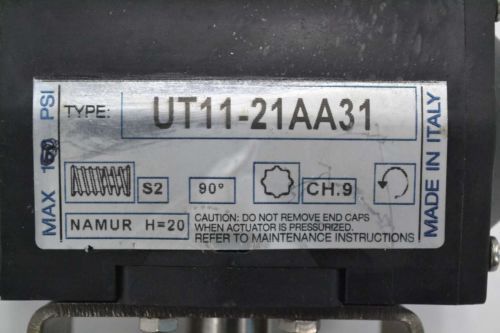 MAX PSI
TYPE: UT11-21AA31
S2 90° CH.9
NAMUR H=20
CAUTION: DO NOT REMOVE END CAPS
WHEN ACTUATOR IS PRESSURIZED.
REFER TO MAINTENANCE INSTRUCTIONS
MADE IN ITALY